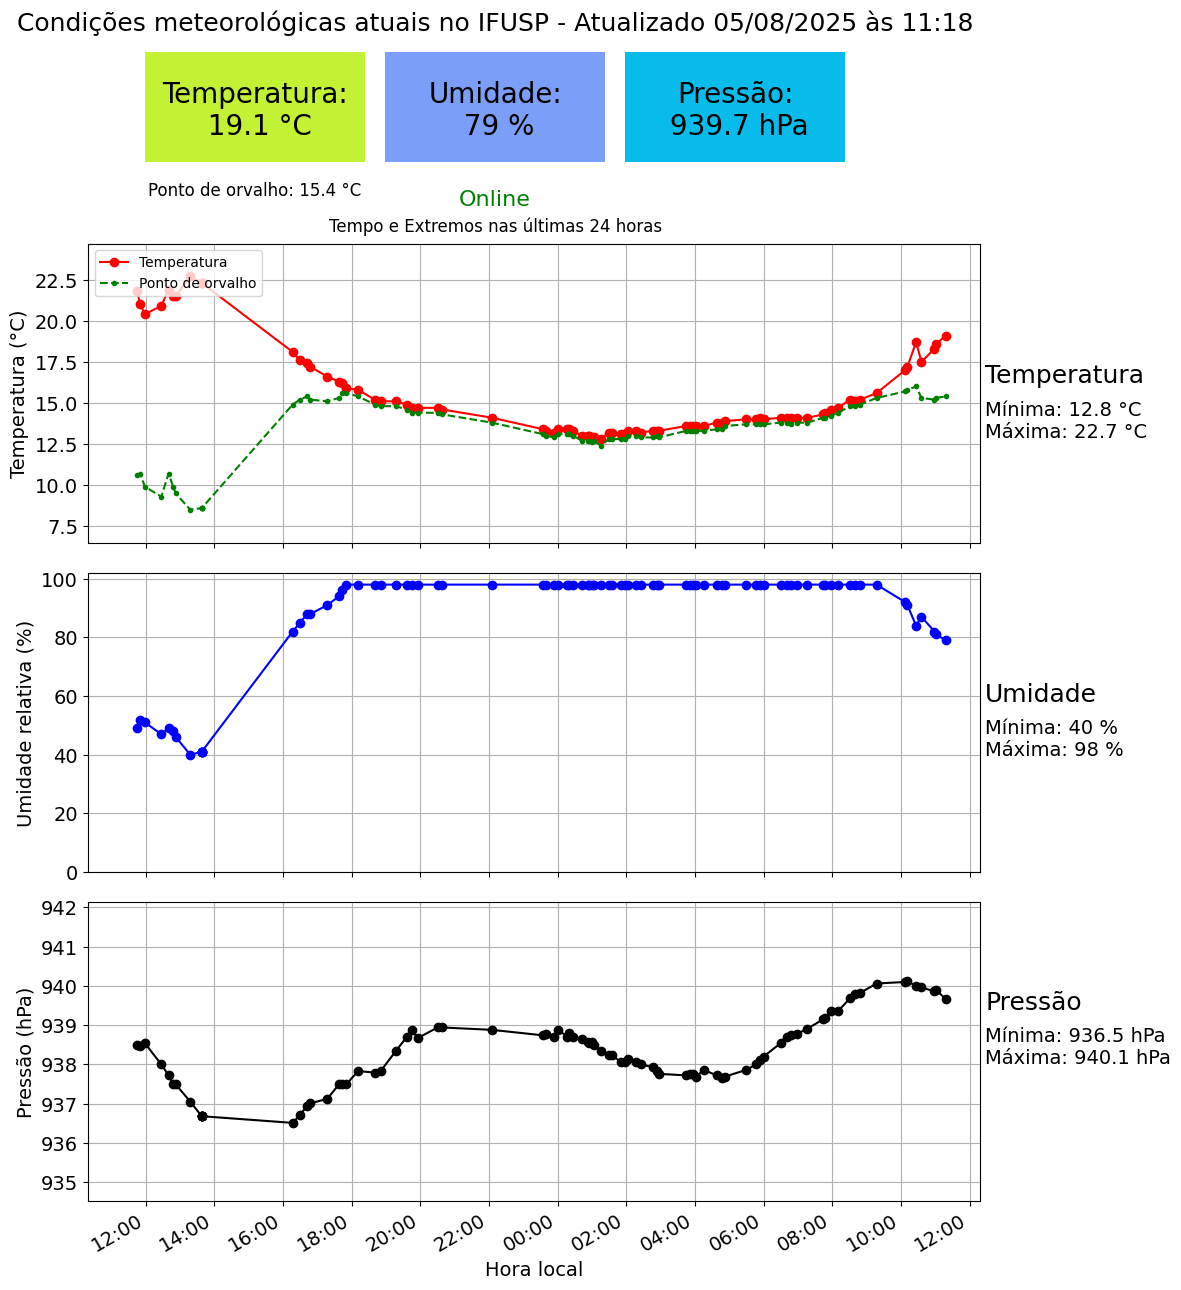 Condições meteorológicas atuais no IFUSP - Atualizado 05/08/2025 às 11:18
Temperatura:
19.1 °C
Umidade:
79 %
Pressão:
939.7 hPa
Ponto de orvalho: 15.4 °C
Online
Tempo e Extremos nas últimas 24 horas
Temperatura
Ponto de orvalho
Temperatura (°C)
22.5
20.0
17.5
15.0
12.5
10.0
7.5
Temperatura
Mínima: 12.8 °C
Máxima: 22.7 °C
Umidade relativa (%)
100
80
60
40
20
0
Umidade
Mínima: 40 %
Máxima: 98 %
Pressão (hPa)
942
941
940
939
938
937
936
935
Pressão
Mínima: 936.5 hPa
Máxima: 940.1 hPa
12:00 14:00 16:00 18:00 20:00 22:00 00:00 02:00 04:00 06:00 08:00 10:00 12:00
Hora local